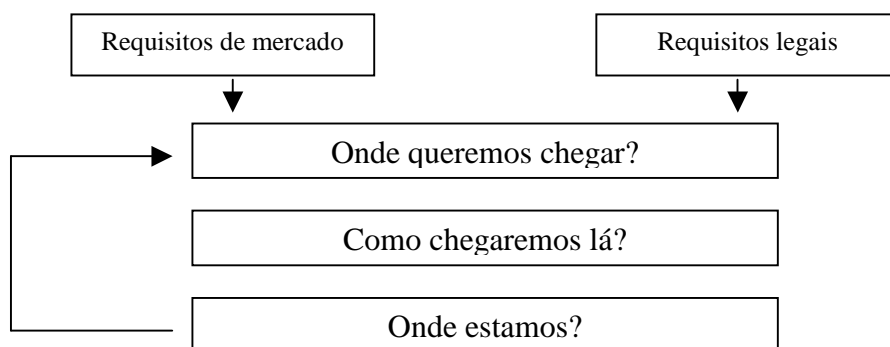 Requisitos de mercado
Requisitos legais
Onde queremos chegar?
Como chegaremos lá?
Onde estamos?